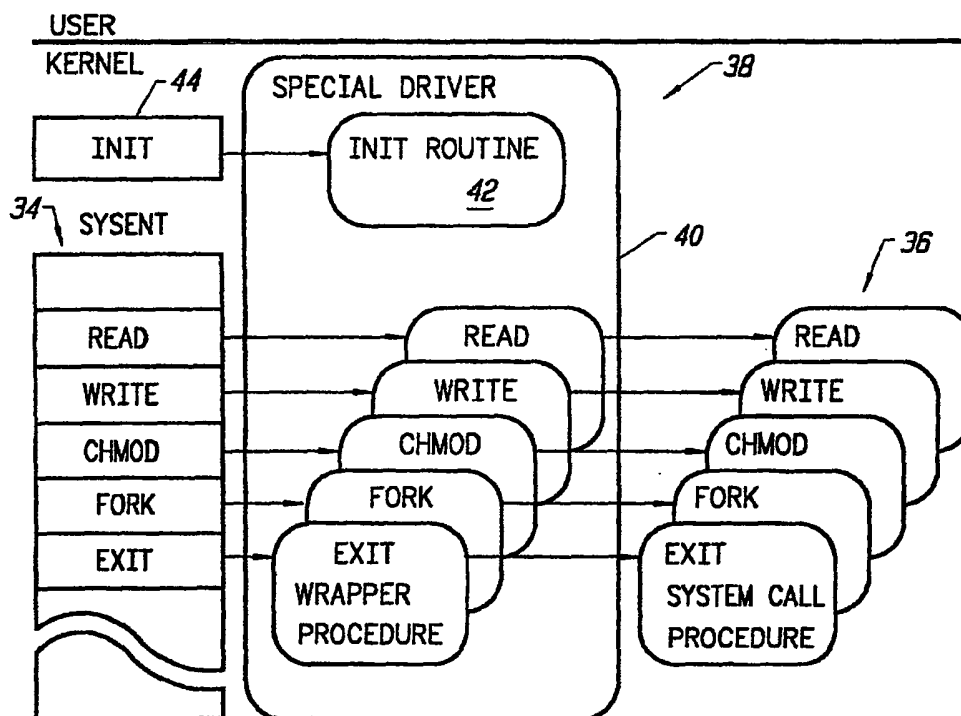 USER
KERNEL
44
38
SPECIAL DRIVER
INIT
INIT ROUTINE
42
34
SYSENT
40
36
READ
READ
READ
WRITE
WRITE
WRITE
CHMOD
CHMOD
CHMOD
FORK
FORK
FORK
EXIT
EXIT
WRAPPER
PROCEDURE
EXIT
SYSTEM CALL
PROCEDURE